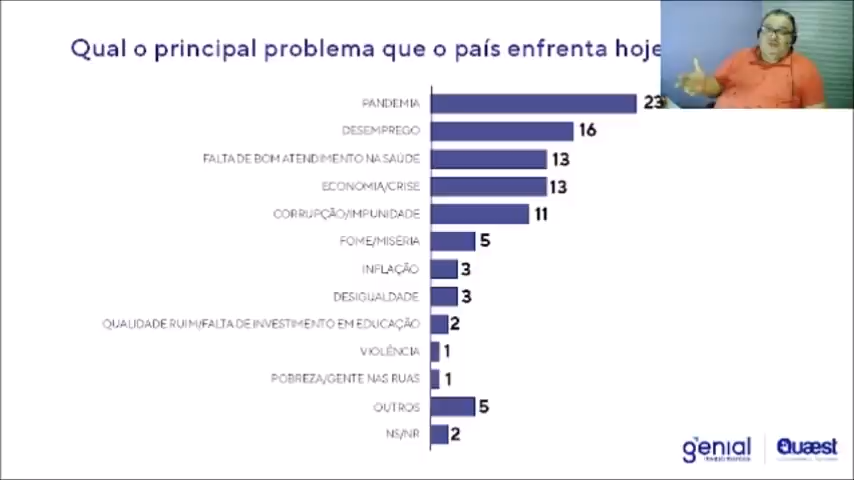 Qual o principal problema que o país enfrenta hoje
PANDEMIA 23
DESEMPREGO 16
FALTA DE BOM ATENDIMENTO NA SAÚDE 13
ECONOMIA/CRISE 13
CORRUPÇÃO/IMPUNIDADE 11
FOME/MISÉRIA 5
INFLAÇÃO 3
DESIGUALDADE 3
QUALIDADE RUIM/FALTA DE INVESTIMENTO EM EDUCAÇÃO 2
VIOLÊNCIA 1
POBREZA/GENTE NAS RUAS 1
OUTROS 5
NS/NR 2
genial Quæst